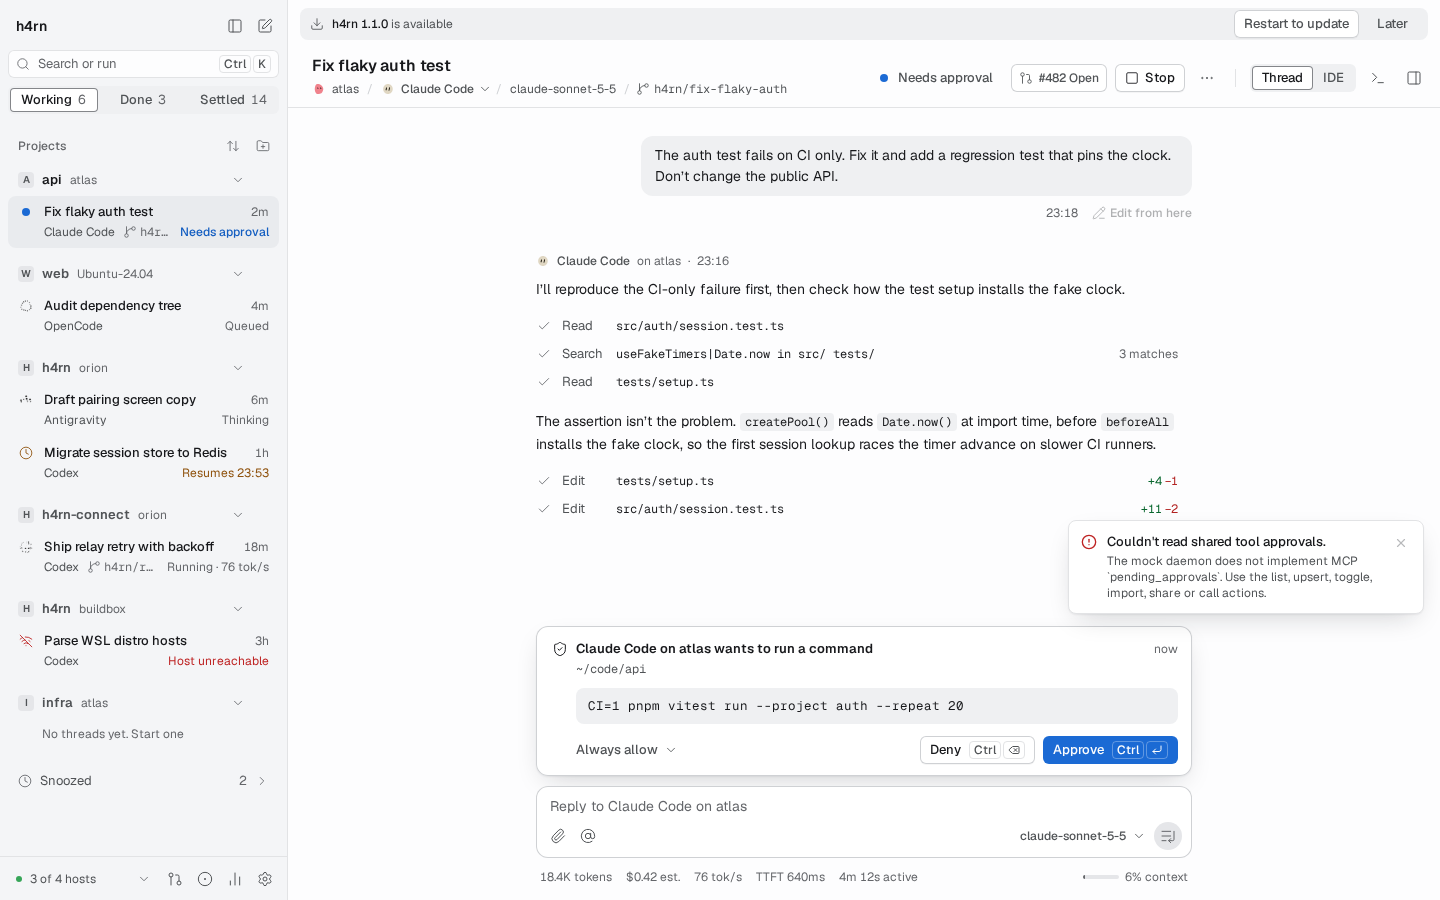 h4rn
Search or run Ctrl K
Working 6 Done 3 Settled 14
Projects
A api atlas
Fix flaky auth test 2m
Claude Code h4r... Needs approval
W web Ubuntu-24.04
Audit dependency tree 4m
OpenCode Queued
H h4rn orion
Draft pairing screen copy 6m
Antigravity Thinking
Migrate session store to Redis 1h
Codex Resumes 23:53
H h4rn-connect orion
Ship relay retry with backoff 18m
Codex h4rn/r... Running · 76 tok/s
H h4rn buildbox
Parse WSL distro hosts 3h
Codex Host unreachable
I infra atlas
No threads yet. Start one
Snoozed 2
3 of 4 hosts
h4rn 1.1.0 is available Restart to update Later
Fix flaky auth test
atlas / Claude Code / claude-sonnet-5-5 / h4rn/fix-flaky-auth
Needs approval #482 Open Stop Thread IDE
The auth test fails on CI only. Fix it and add a regression test that pins the clock.
Don't change the public API.
23:18 Edit from here
Claude Code on atlas · 23:16
I'll reproduce the CI-only failure first, then check how the test setup installs the fake clock.
Read src/auth/session.test.ts
Search useFakeTimers|Date.now in src/ tests/ 3 matches
Read tests/setup.ts
The assertion isn't the problem. createPool() reads Date.now() at import time, before beforeAll
installs the fake clock, so the first session lookup races the timer advance on slower CI runners.
Edit tests/setup.ts +4 −1
Edit src/auth/session.test.ts +11 −2
Couldn't read shared tool approvals.
The mock daemon does not implement MCP
`pending_approvals`. Use the list, upsert, toggle,
import, share or call actions.
Claude Code on atlas wants to run a command now
~/code/api
CI=1 pnpm vitest run --project auth --repeat 20
Always allow Deny Ctrl Approve Ctrl
Reply to Claude Code on atlas
claude-sonnet-5-5
18.4K tokens $0.42 est. 76 tok/s TTFT 640ms 4m 12s active 6% context